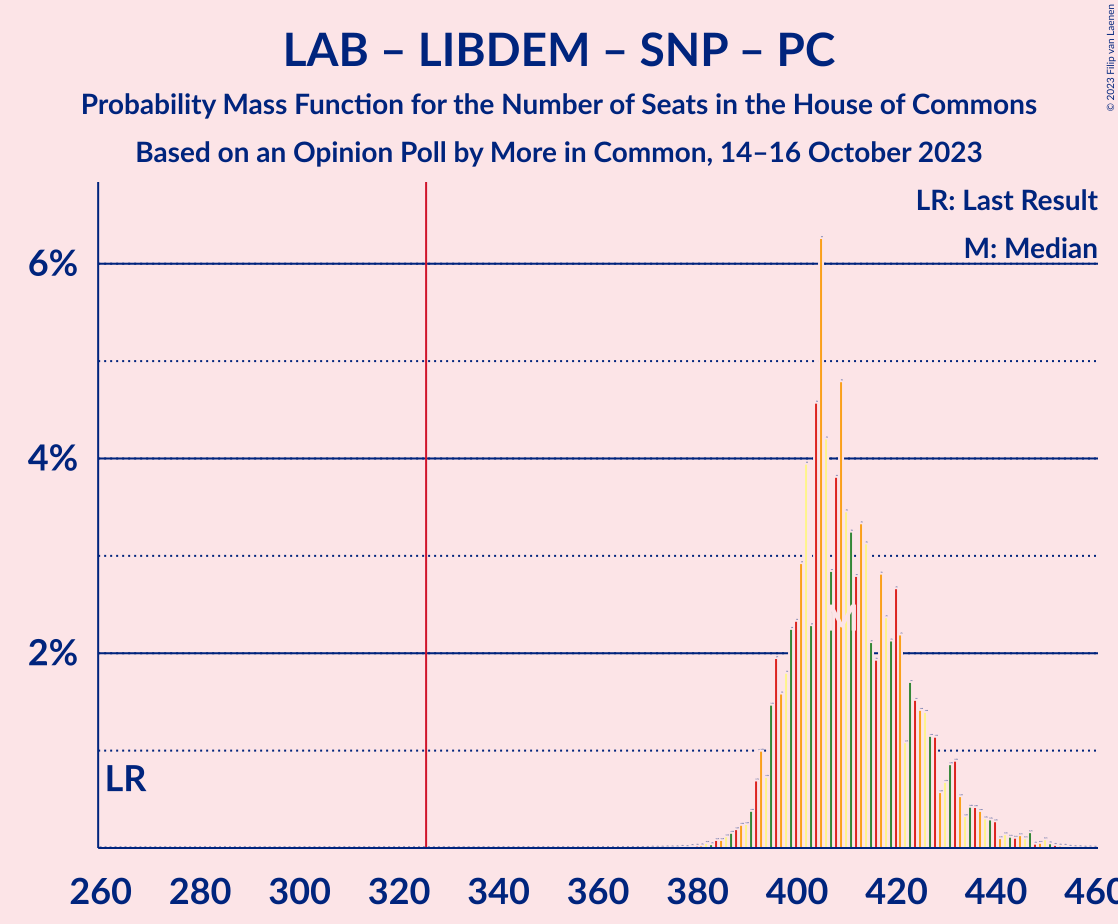 LAB – LIBDEM – SNP – PC
Probability Mass Function for the Number of Seats in the House of Commons
Based on an Opinion Poll by More in Common, 14–16 October 2023
© 2023 Filip van Laenen
LR: Last Result
M: Median
6%
4%
2%
LR
M
260 280 300 320 340 360 380 400 420 440 460